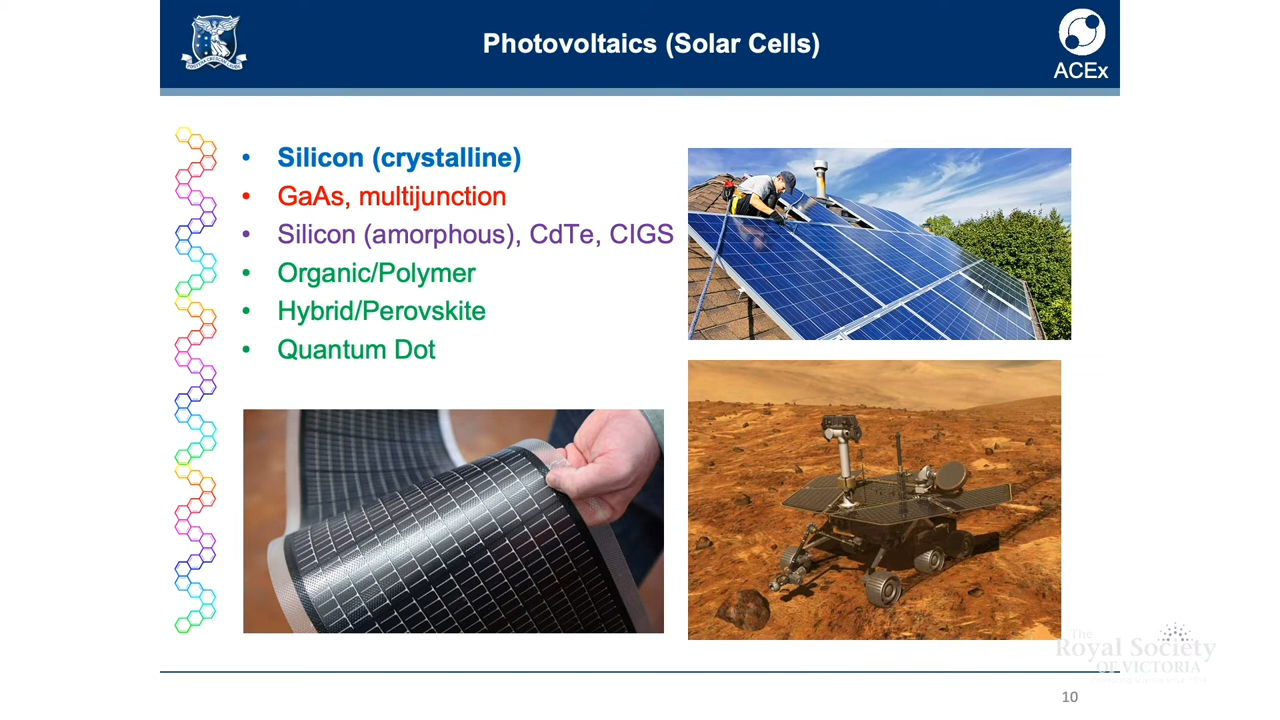 Photovoltaics (Solar Cells)
ACEx
• Silicon (crystalline)
• GaAs, multijunction
• Silicon (amorphous), CdTe, CIGS
• Organic/Polymer
• Hybrid/Perovskite
• Quantum Dot
The
Royal Society
OF VICTORIA
10